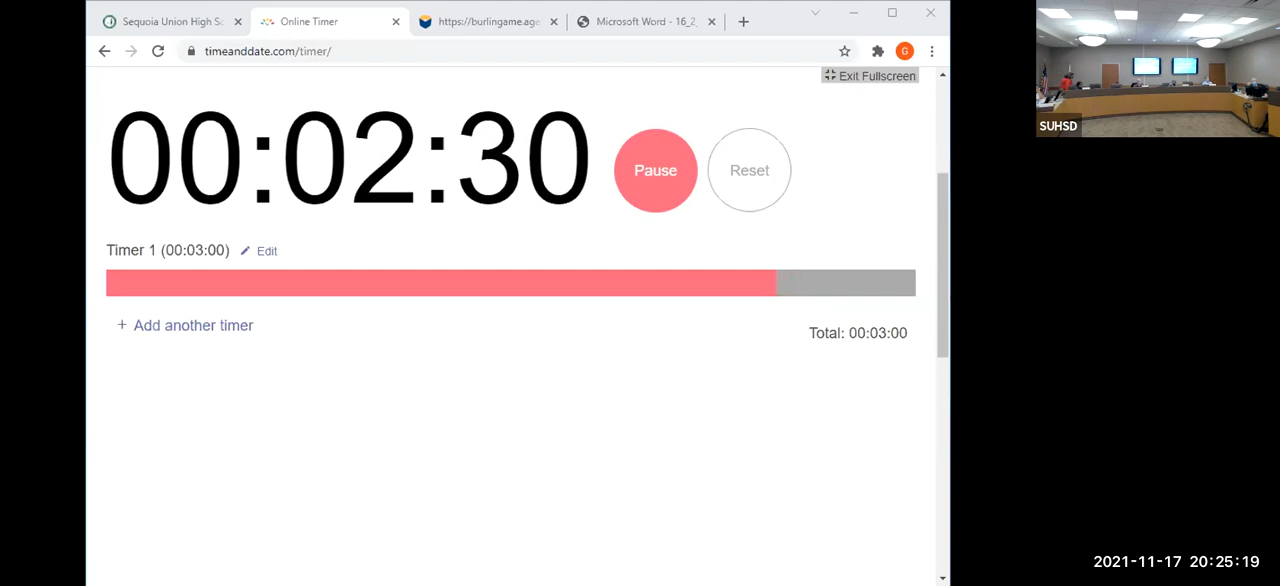 Sequoia Union High Sc
Online Timer
https://burlingame.age
Microsoft Word - 16_2_
timeanddate.com/timer/
G
Exit Fullscreen
00:02:30
Pause
Reset
Timer 1 (00:03:00)
Edit
+ Add another timer
Total: 00:03:00
SUHSD
2021-11-17 20:25:19